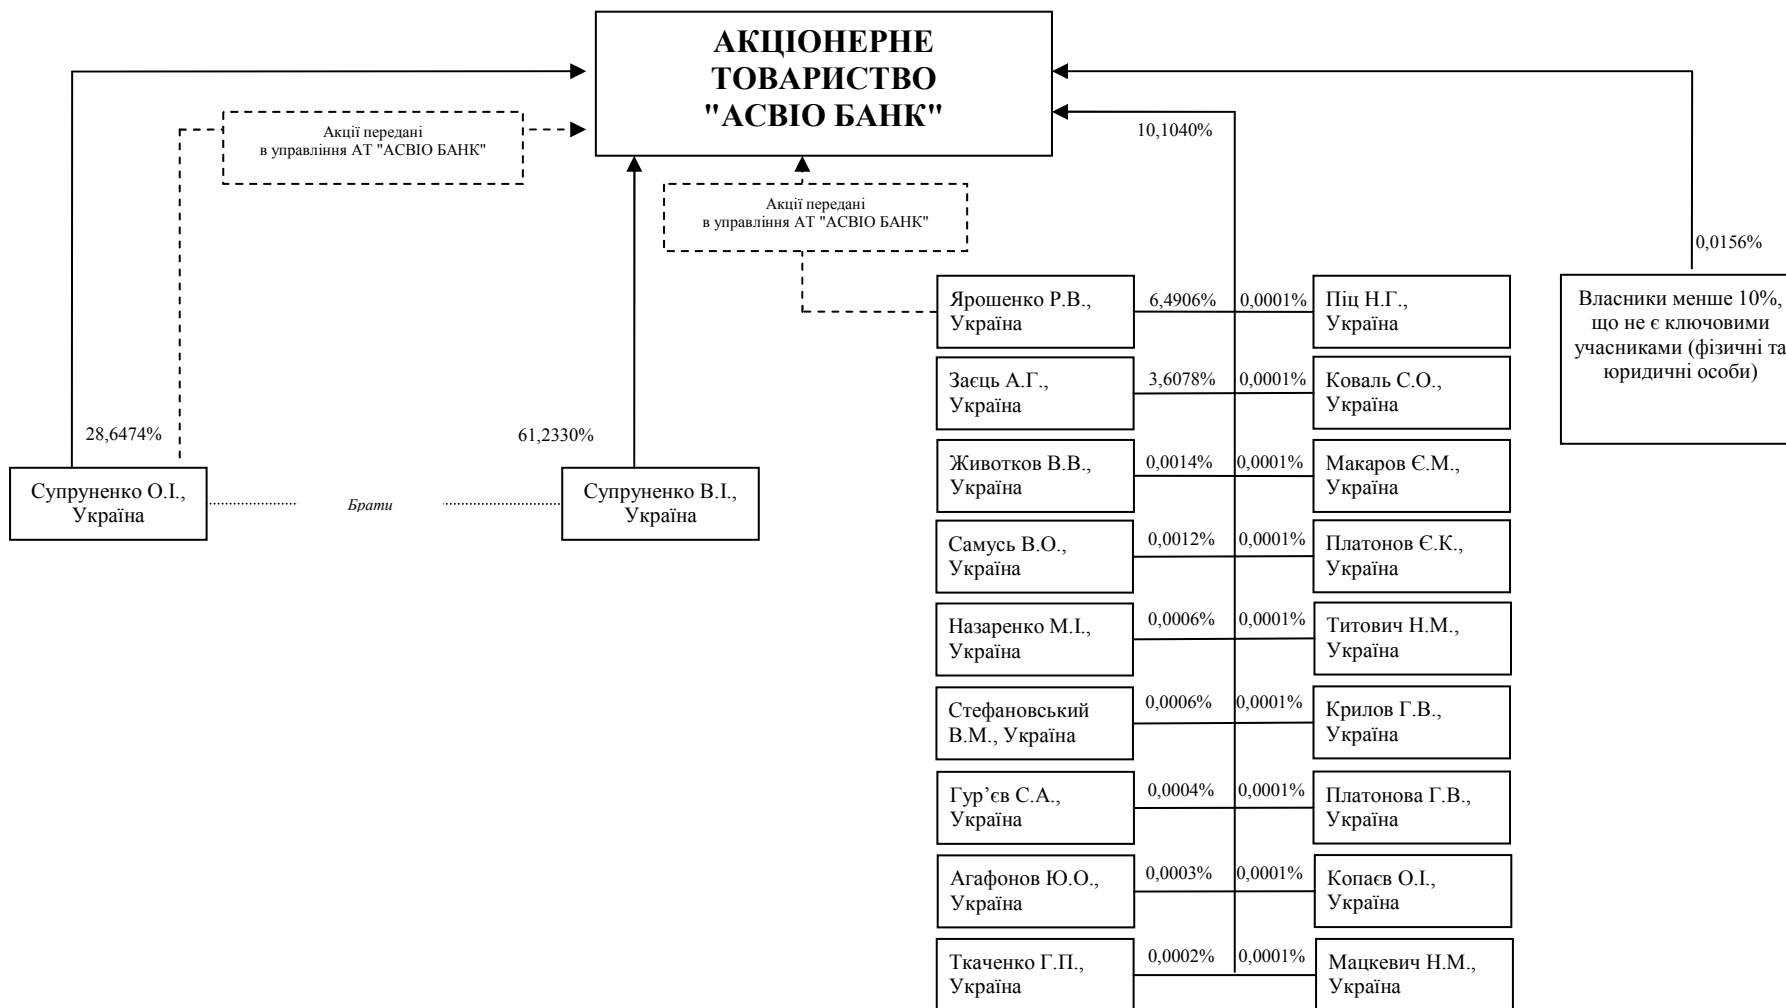 АКЦІОНЕРНЕ
ТОВАРИСТВО
"АСВІО БАНК"
Акції передані
в управління АТ "АСВІО БАНК"
10,1040%
Акції передані
в управління АТ "АСВІО БАНК"
0,0156%
Ярошенко Р.В.,
Україна
6,4906%
0,0001%
Піц Н.Г.,
Україна
Власники менше 10%,
що не є ключовими
учасниками (фізичні та
юридичні особи)
Заєць А.Г.,
Україна
3,6078%
0,0001%
Коваль С.О.,
Україна
28,6474%
61,2330%
Супруненко О.І.,
Україна
Брати
Супруненко В.І.,
Україна
Животков В.В.,
Україна
0,0014%
0,0001%
Макаров Є.М.,
Україна
Самусь В.О.,
Україна
0,0012%
0,0001%
Платонов Є.К.,
Україна
Назаренко М.І.,
Україна
0,0006%
0,0001%
Титович Н.М.,
Україна
Стефановський
В.М., Україна
0,0006%
0,0001%
Крилов Г.В.,
Україна
Гур’єв С.А.,
Україна
0,0004%
0,0001%
Платонова Г.В.,
Україна
Агафонов Ю.О.,
Україна
0,0003%
0,0001%
Копаєв О.І.,
Україна
Ткаченко Г.П.,
Україна
0,0002%
0,0001%
Мацкевич Н.М.,
Україна